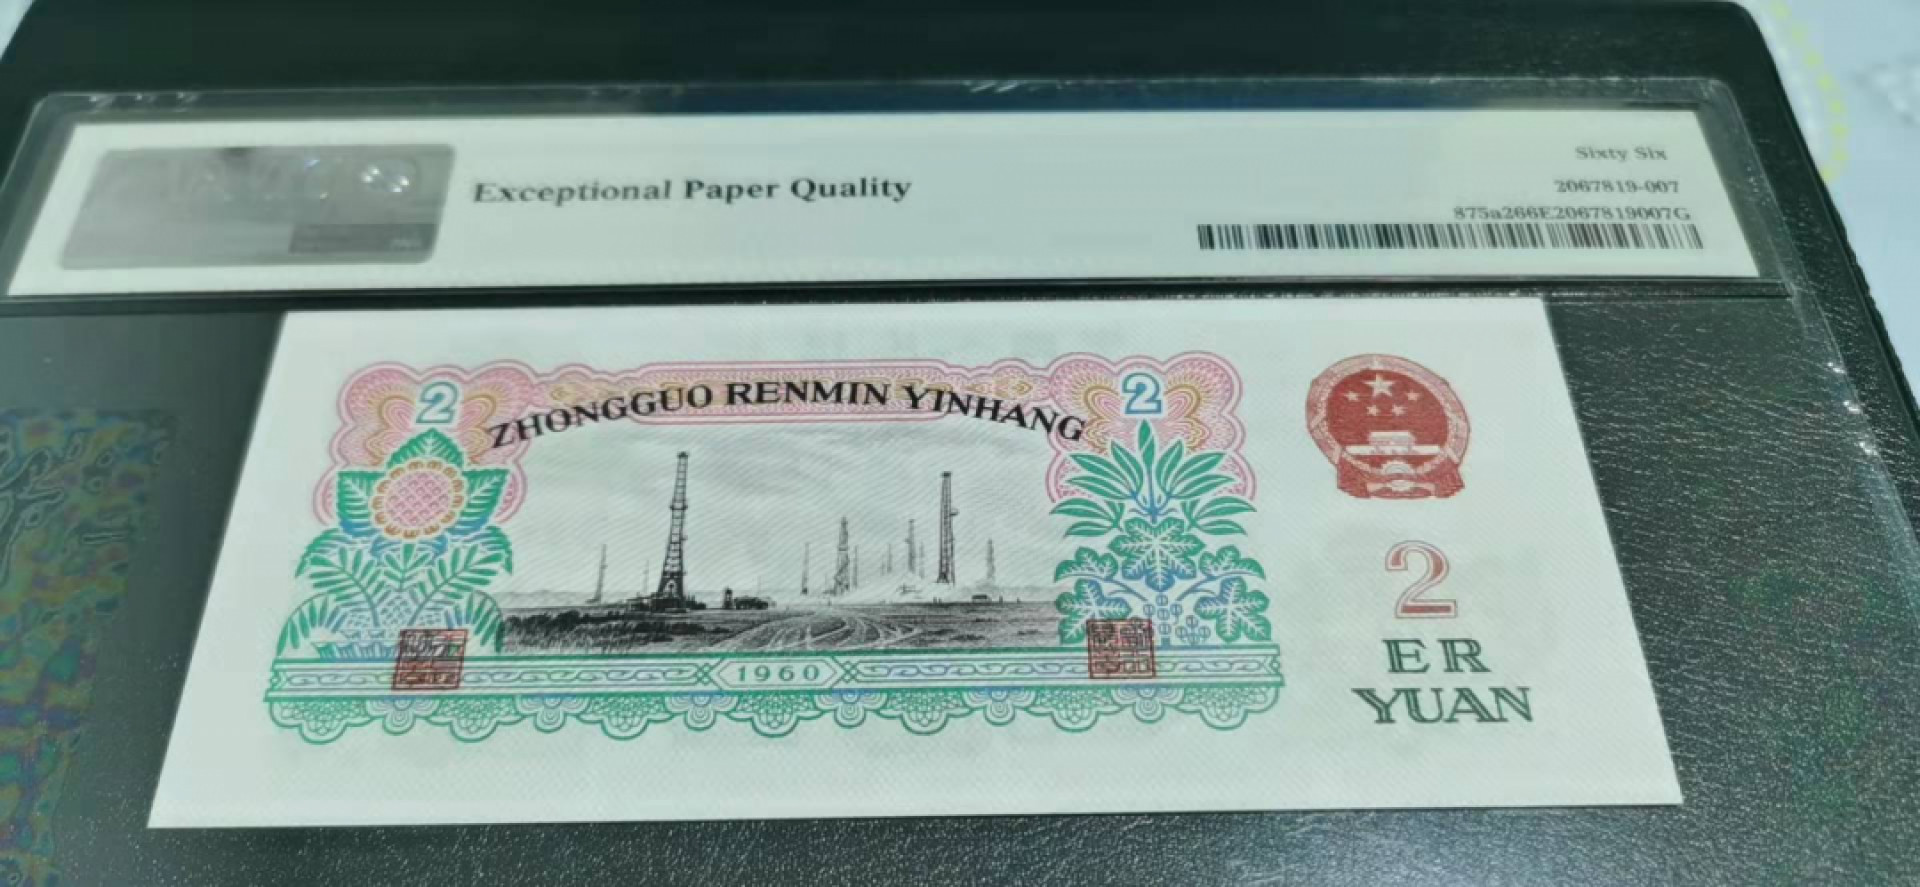 Exceptional Paper Quality
Sixty Six
2067819-007
875a266E2067819007G
2
2
ZHONGGUO RENMIN YINHANG
1960
2
ER
YUAN